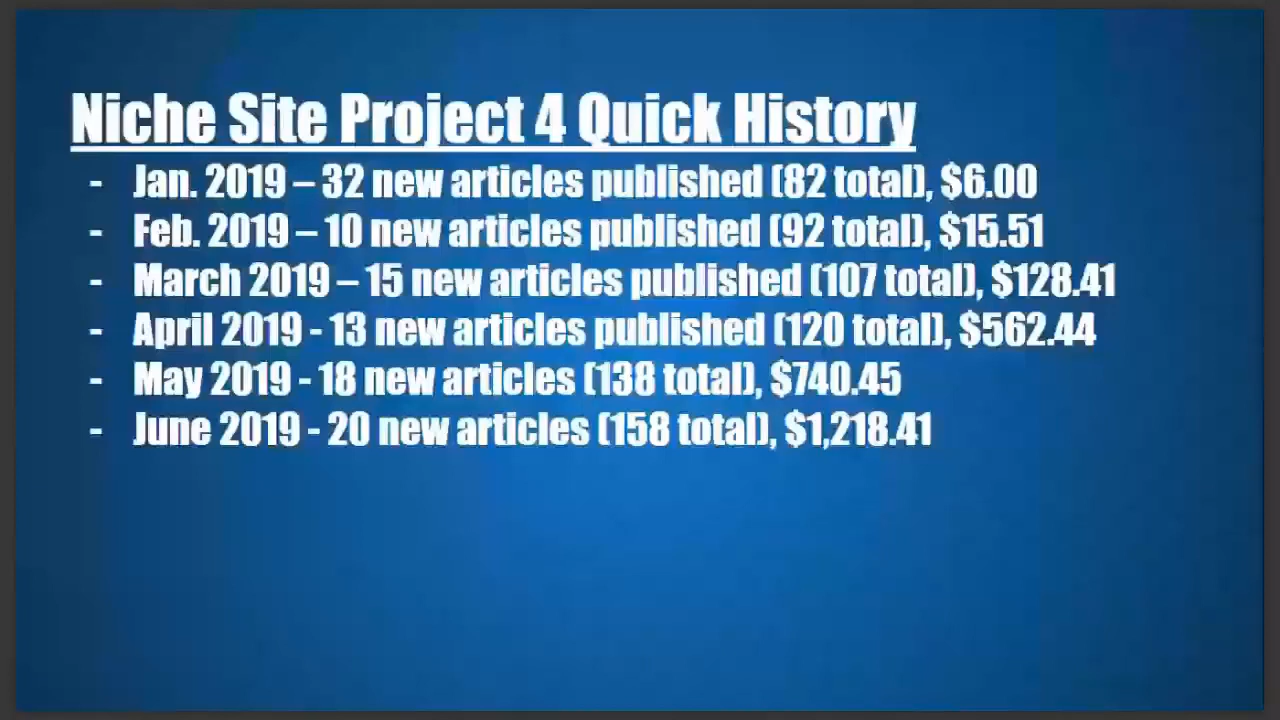 Niche Site Project 4 Quick History
- Jan. 2019 – 32 new articles published (82 total), $6.00
- Feb. 2019 – 10 new articles published (92 total), $15.51
- March 2019 – 15 new articles published (107 total), $128.41
- April 2019 - 13 new articles published (120 total), $562.44
- May 2019 - 18 new articles (138 total), $740.45
- June 2019 - 20 new articles (158 total), $1,218.41